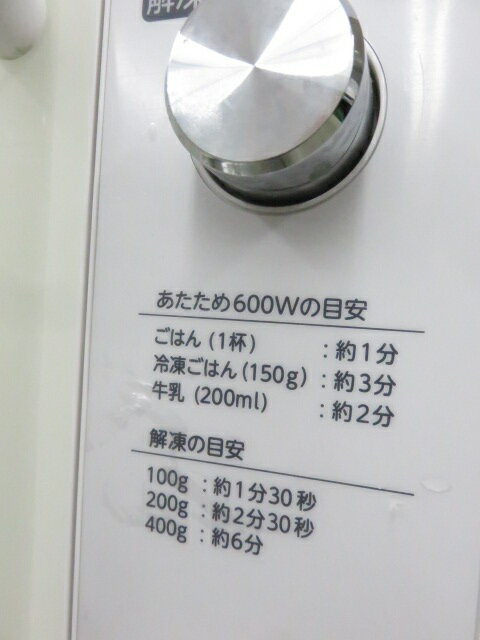 解凍
あたため600Wの目安
ごはん (1杯) :約1分
冷凍ごはん(150g) :約3分
牛乳 (200ml) :約2分
解凍の目安
100g :約1分30秒
200g :約2分30秒
400g :約6分